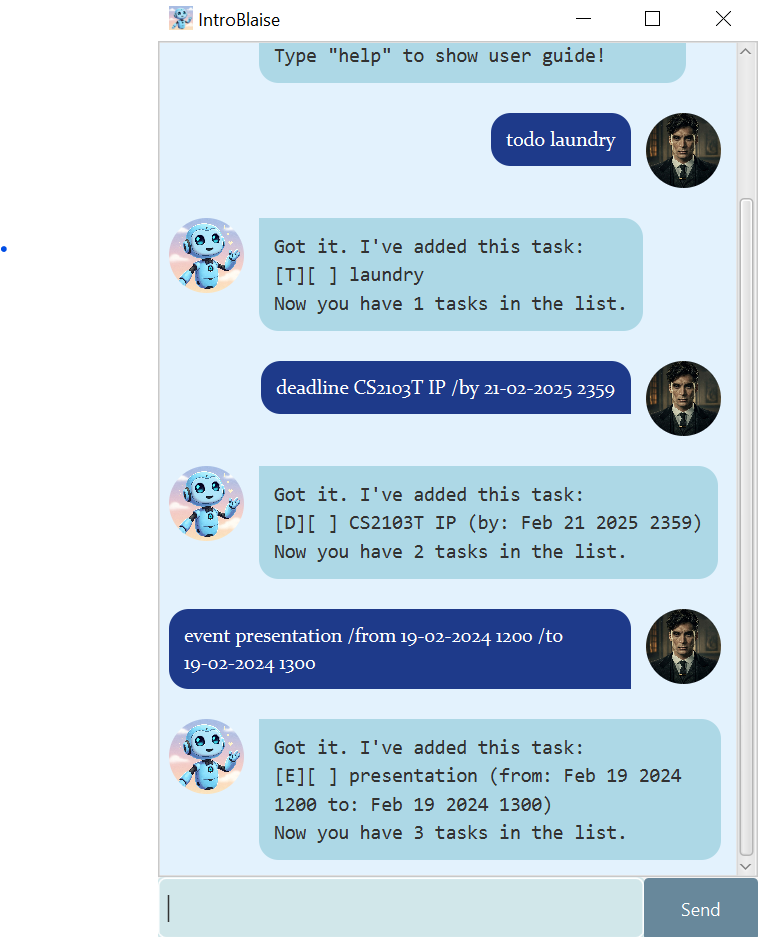 IntroBlaise
Type "help" to show user guide!
todo laundry
Got it. I've added this task:
[T][ ] laundry
Now you have 1 tasks in the list.
deadline CS2103T IP /by 21-02-2025 2359
Got it. I've added this task:
[D][ ] CS2103T IP (by: Feb 21 2025 2359)
Now you have 2 tasks in the list.
event presentation /from 19-02-2024 1200 /to
19-02-2024 1300
Got it. I've added this task:
[E][ ] presentation (from: Feb 19 2024
1200 to: Feb 19 2024 1300)
Now you have 3 tasks in the list.
Send